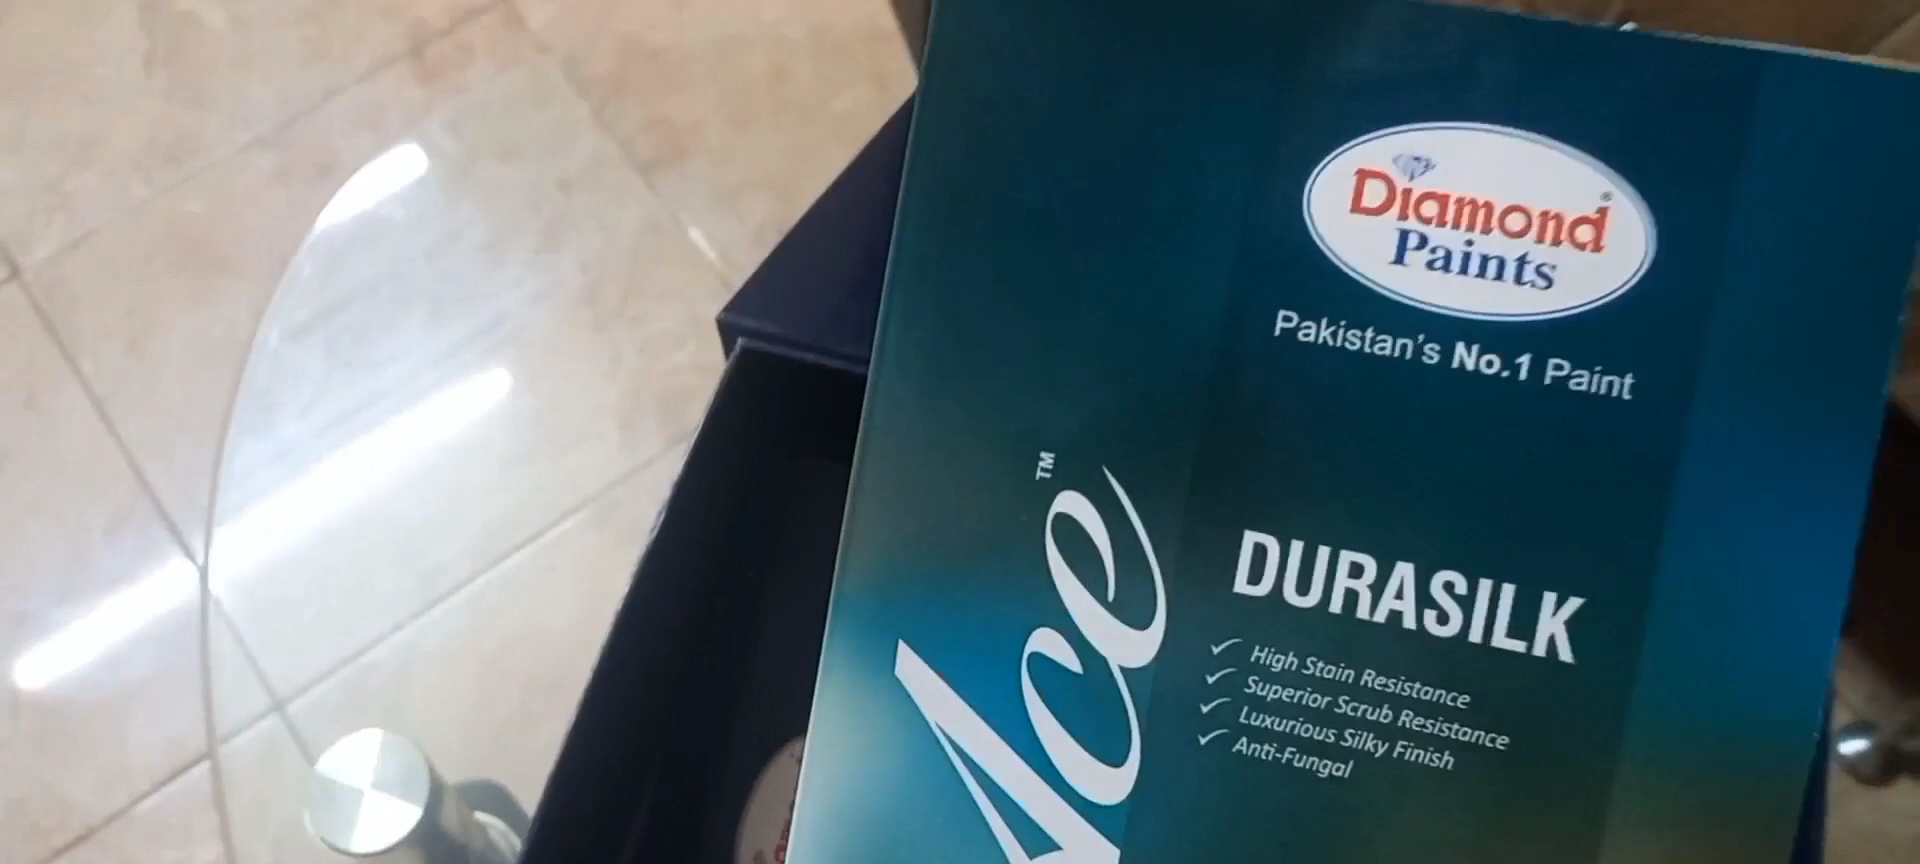 Diamond®
Paints
Pakistan's No.1 Paint
Ace™
DURASILK
✓ High Stain Resistance
✓ Superior Scrub Resistance
✓ Luxurious Silky Finish
✓ Anti-Fungal